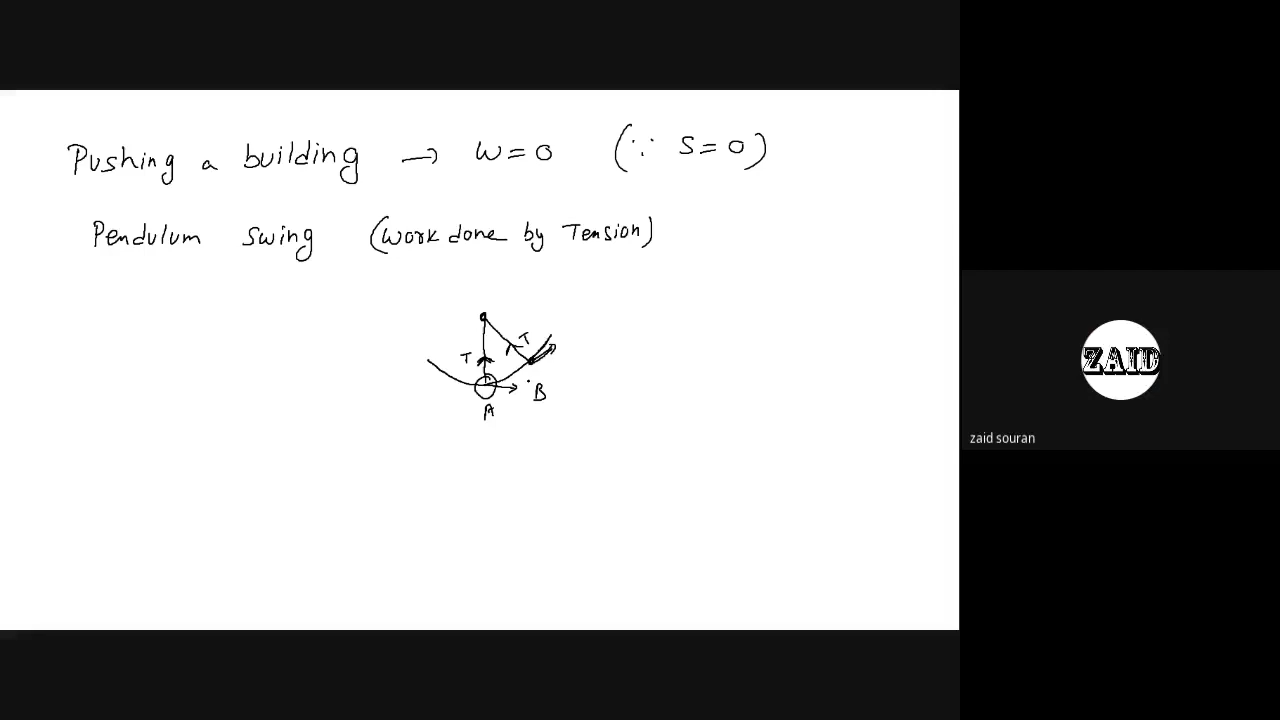 Pushing a building → W = 0 (∵ S = 0)
Pendulum swing (Work done by Tension)
T
T
B
A
ZAID
zaid souran